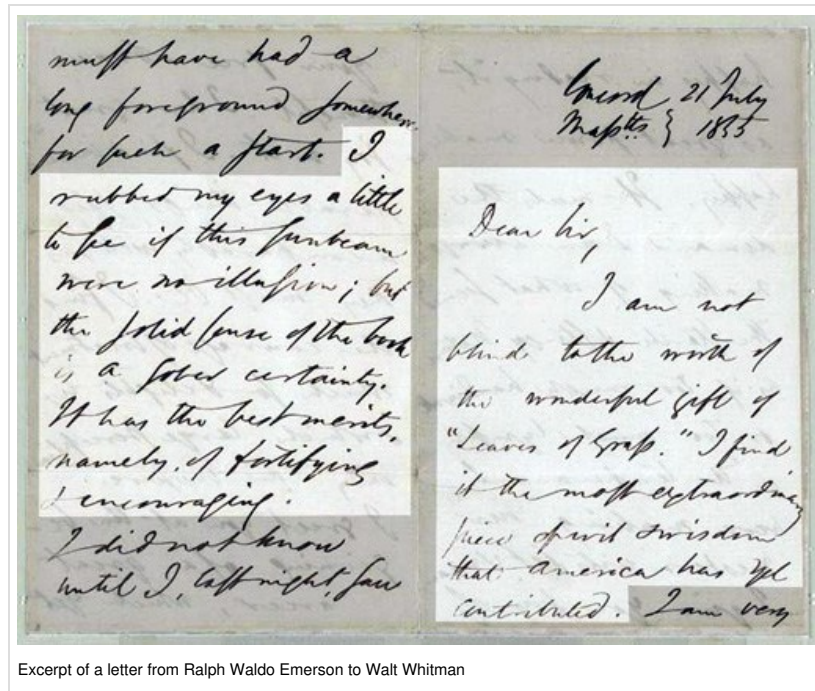 must have had a
long foreground somewhere
for such a start. I
rubbed my eyes a little
to see if this sunbeam
were no illusion; but
the solid sense of the book
is a sober certainty.
It has the best merits,
namely, of fortifying
& encouraging.
I did not know
until I, last night, saw
Concord 21 July
Masstts } 1855
Dear Sir,
I am not
blind to the worth of
the wonderful gift of
"Leaves of Grass." I find
it the most extraordinary
piece of wit & wisdom
that America has yet
contributed. I am very
Excerpt of a letter from Ralph Waldo Emerson to Walt Whitman